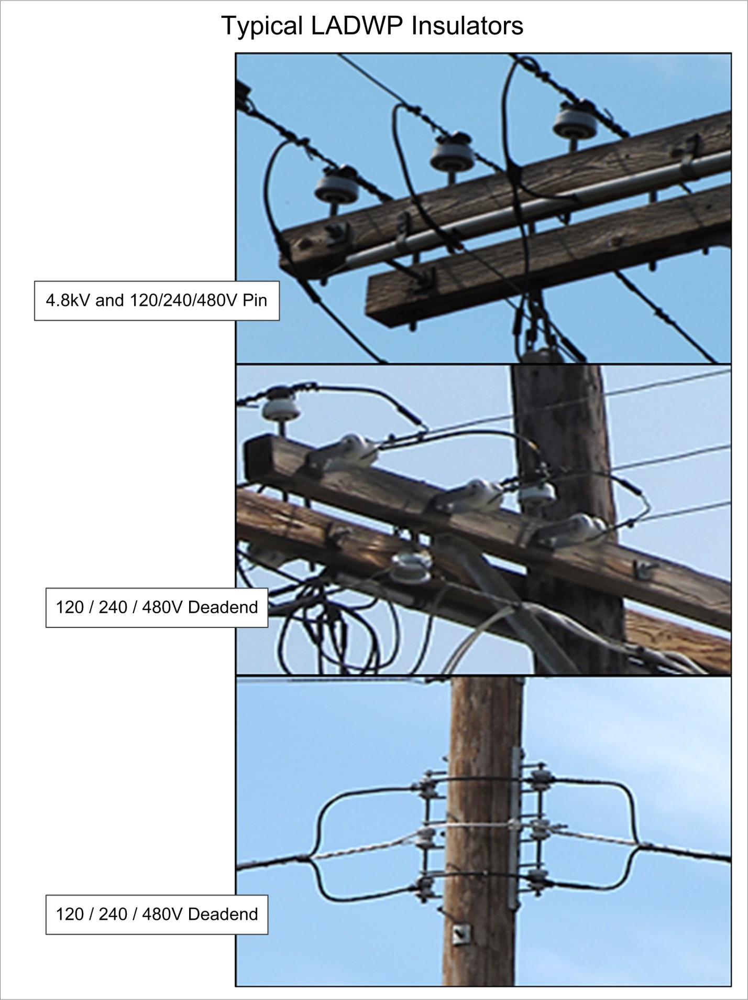 Typical LADWP Insulators
4.8kV and 120/240/480V Pin
120 / 240 / 480V Deadend
120 / 240 / 480V Deadend